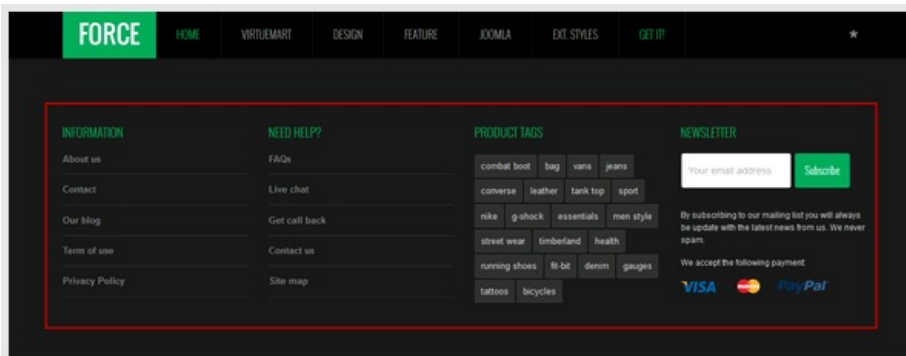 FORCE HOME VIRTUEMART DESIGN FEATURE JOOMLA EXT. STYLES GET IT! *
INFORMATION
About us
Contact
Our blog
Term of use
Privacy Policy
NEED HELP?
FAQs
Live chat
Get call back
Contact us
Site map
PRODUCT TAGS
combat boot bag vans jeans
converse leather tank top sport
nike g-shock essentials men style
street wear timberland health
running shoes fit-bit denim gauges
tattoos bicycles
NEWSLETTER
Your email address Subscribe
By subscribing to our mailing list you will always
be update with the latest news from us. We never
spam.
We accept the following payment:
VISA MasterCard PayPal